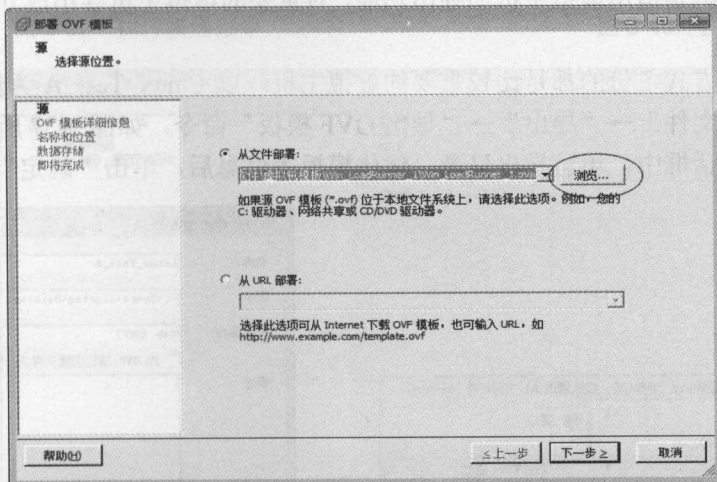 部署 OVF 模板
源
选择源位置。
源
OVF 模板详细信息
名称和位置
数据存储
即将完成
从文件部署:
Win_LoadRunner_1\Win_LoadRunner_1.ovf
浏览...
如果源 OVF 模板 (*.ovf) 位于本地文件系统上，请选择此选项。例如，您的
C: 驱动器、网络共享或 CD/DVD 驱动器。
从 URL 部署:
选择此选项可从 Internet 下载 OVF 模板，也可输入 URL，如
http://www.example.com/template.ovf
帮助(H)
≤上一步
下一步 ≥
取消